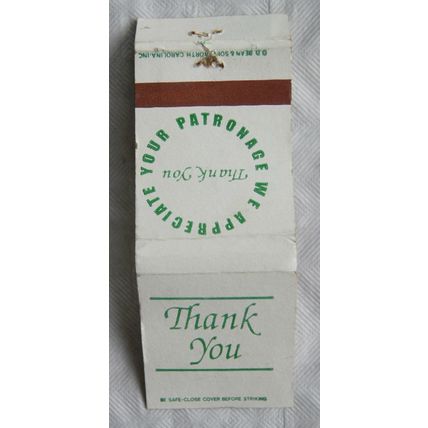 © D.D. BEAN & SONS NORTH CAROLINA, INC.
WE APPRECIATE YOUR PATRONAGE
Thank You
Thank
You
BE SAFE-CLOSE COVER BEFORE STRIKING